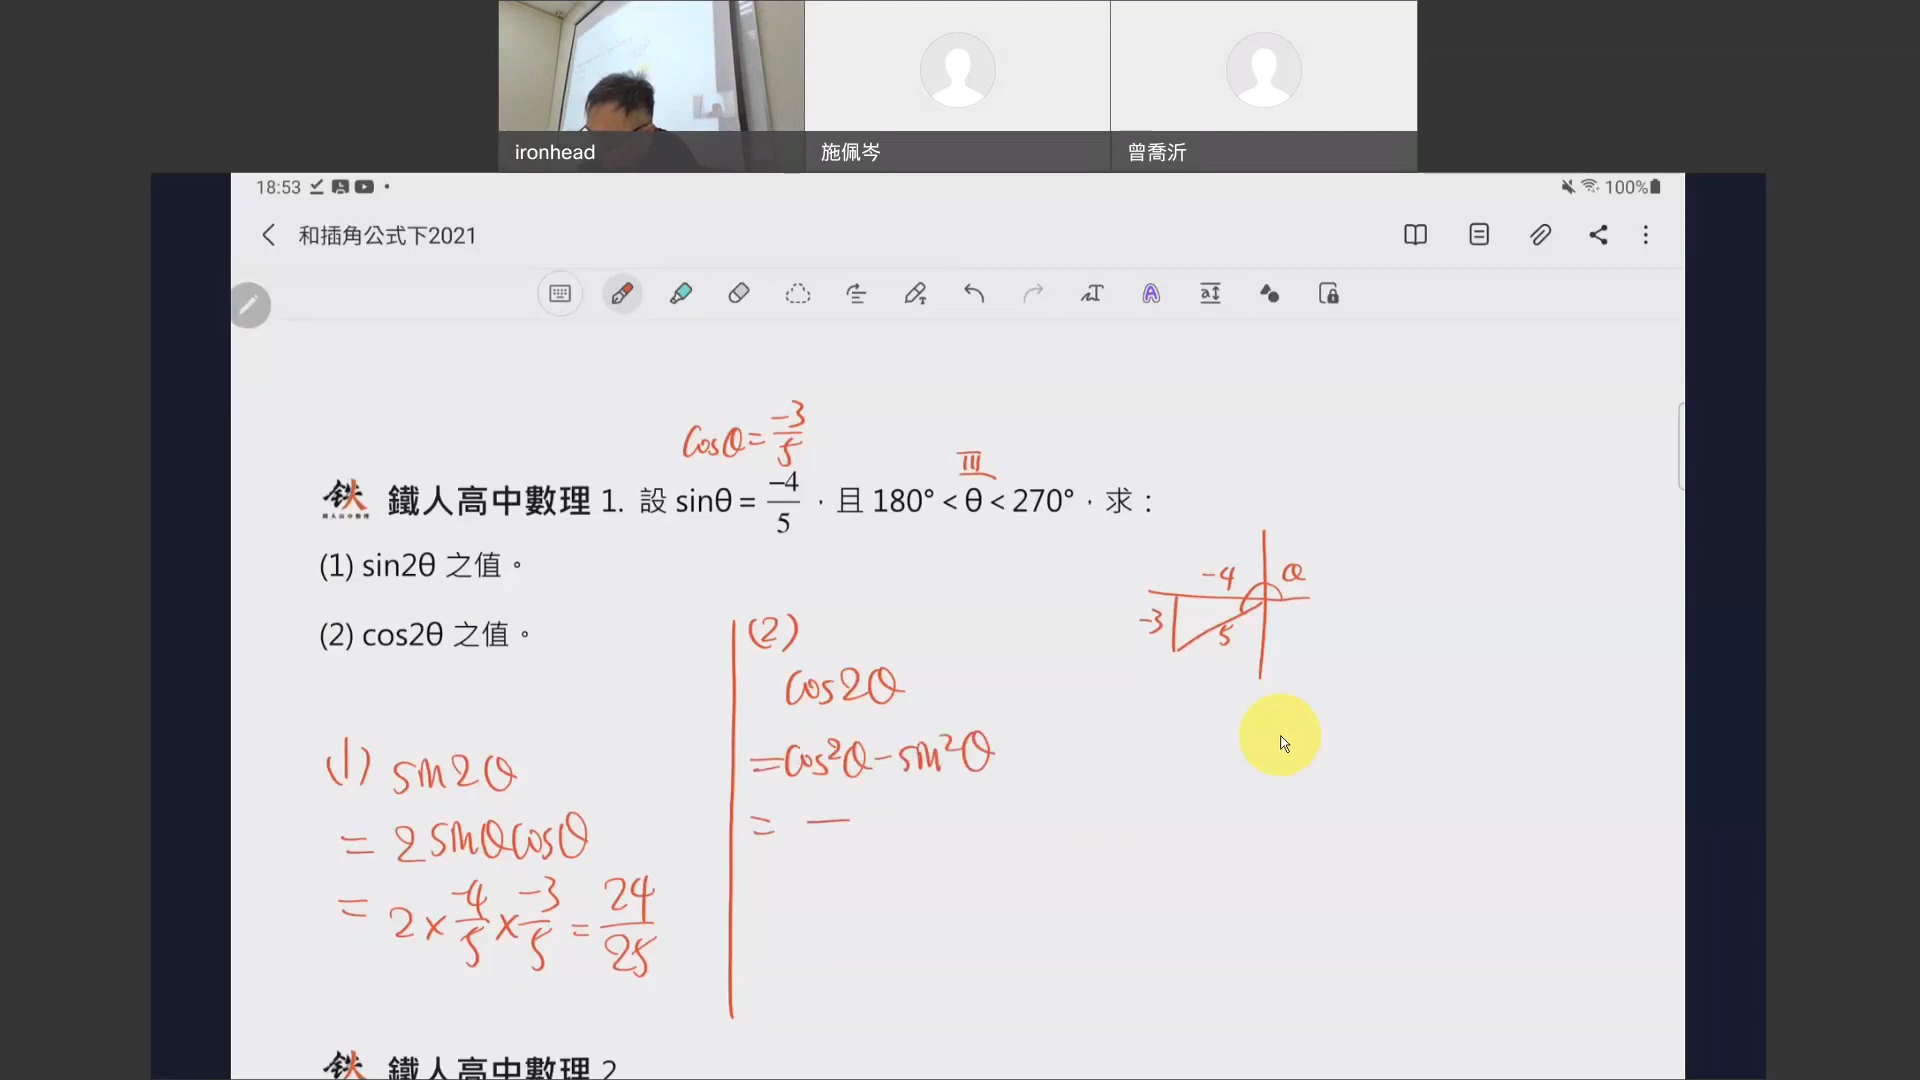 ironhead
施佩岑
曾喬沂
18:53
100%
和插角公式下2021
cosθ = -3/5
III
鉄 鐵人高中數理 1. 設 sinθ = −4/5 ,且 180° < θ < 270°,求:
(1) sin2θ 之值。
(2) cos2θ 之值。
-4 θ
-3
5
(1) sin2θ
= 2sinθcosθ
= 2 × -4/5 × -3/5 = 24/25
(2)
cos2θ
= cos²θ - sin²θ
= —
鉄 鐵人高中數理 2